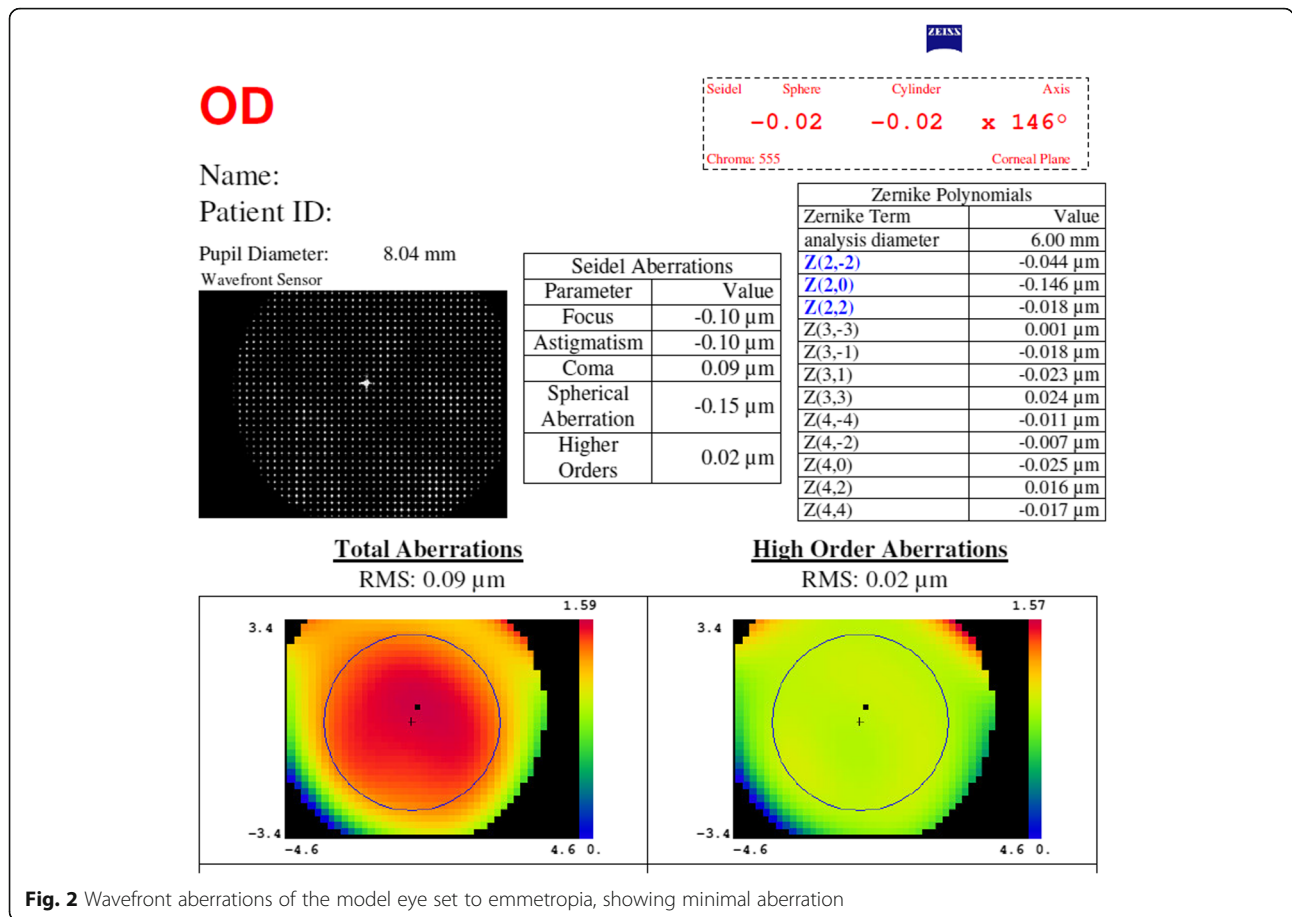 ZEISS
OD
Seidel Sphere Cylinder Axis
-0.02 -0.02 x 146°
Chroma: 555 Corneal Plane
Name:
Patient ID:
Pupil Diameter: 8.04 mm
Wavefront Sensor
Seidel Aberrations
Parameter Value
Focus -0.10 µm
Astigmatism -0.10 µm
Coma 0.09 µm
Spherical
Aberration -0.15 µm
Higher
Orders 0.02 µm
Zernike Polynomials
Zernike Term Value
analysis diameter 6.00 mm
Z(2,-2) -0.044 µm
Z(2,0) -0.146 µm
Z(2,2) -0.018 µm
Z(3,-3) 0.001 µm
Z(3,-1) -0.018 µm
Z(3,1) -0.023 µm
Z(3,3) 0.024 µm
Z(4,-4) -0.011 µm
Z(4,-2) -0.007 µm
Z(4,0) -0.025 µm
Z(4,2) 0.016 µm
Z(4,4) -0.017 µm
Total Aberrations
RMS: 0.09 µm
1.59
3.4
-3.4
-4.6 4.6 0.
High Order Aberrations
RMS: 0.02 µm
1.57
3.4
-3.4
-4.6 4.6 0.
Fig. 2 Wavefront aberrations of the model eye set to emmetropia, showing minimal aberration